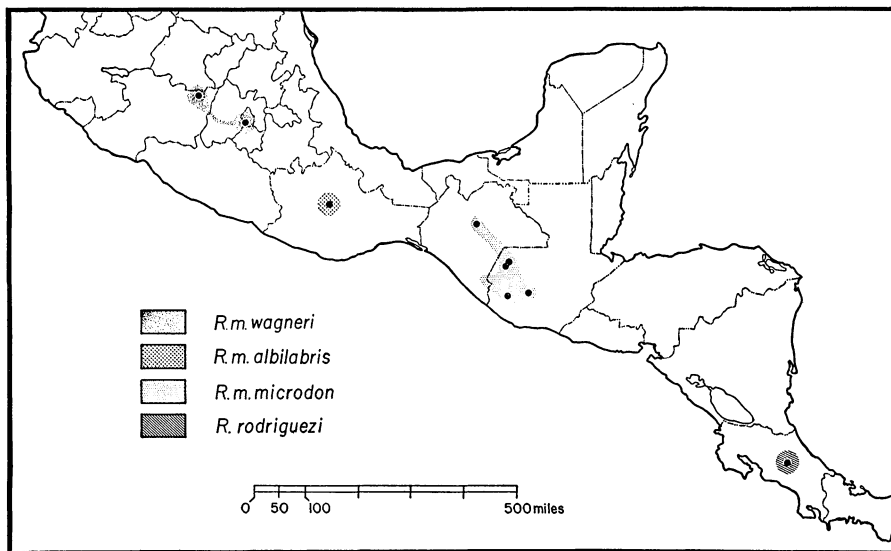 R. m. wagneri
R. m. albilabris
R. m. microdon
R. rodriguezi
0 50 100 500 miles